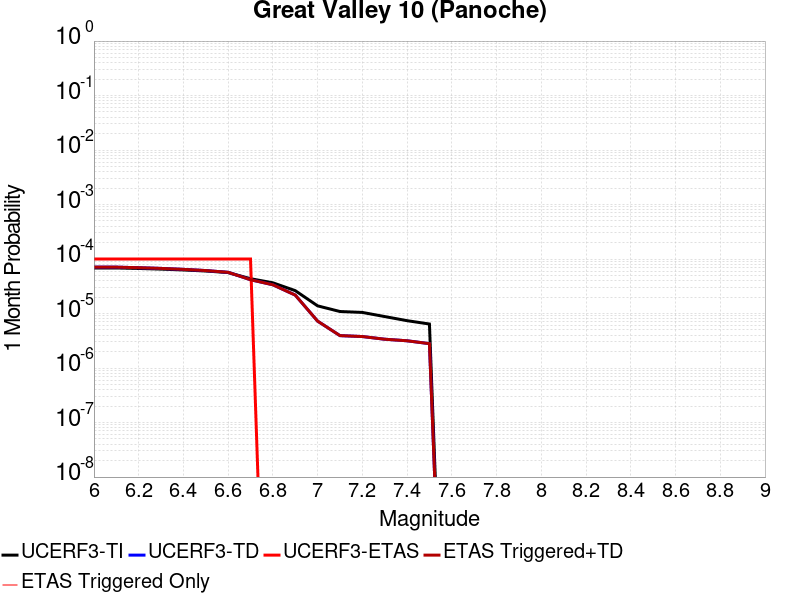 Great Valley 10 (Panoche)
10^0
10^-1
10^-2
10^-3
10^-4
10^-5
10^-6
10^-7
10^-8
1 Month Probability
6 6.2 6.4 6.6 6.8 7 7.2 7.4 7.6 7.8 8 8.2 8.4 8.6 8.8 9
Magnitude
UCERF3-TI UCERF3-TD UCERF3-ETAS ETAS Triggered+TD
ETAS Triggered Only